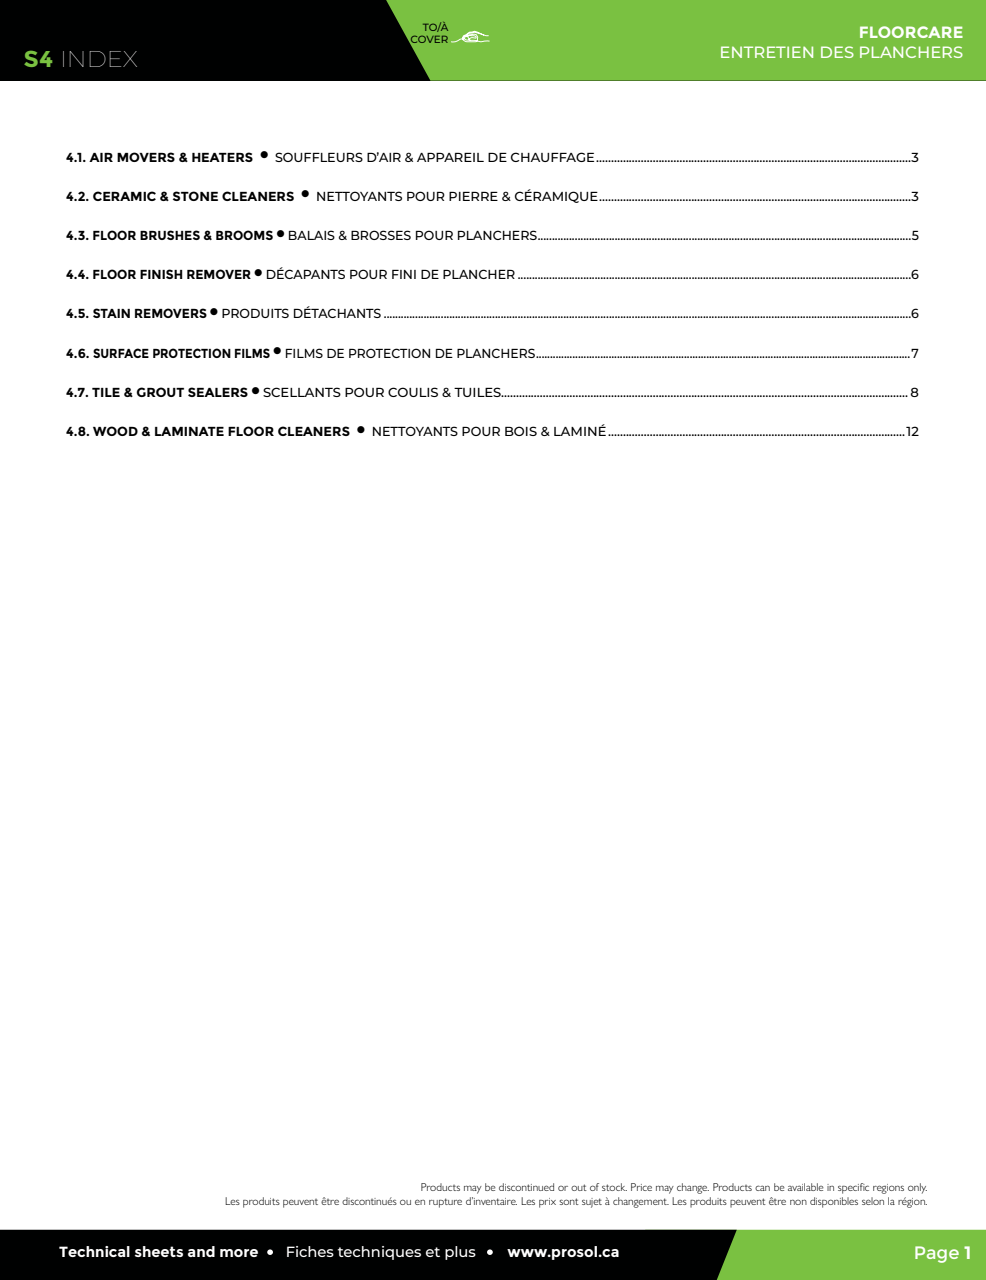 S4 INDEX
TO/À
COVER
FLOORCARE
ENTRETIEN DES PLANCHERS
4.1. AIR MOVERS & HEATERS • SOUFFLEURS D’AIR & APPAREIL DE CHAUFFAGE....................3
4.2. CERAMIC & STONE CLEANERS • NETTOYANTS POUR PIERRE & CÉRAMIQUE....................3
4.3. FLOOR BRUSHES & BROOMS • BALAIS & BROSSES POUR PLANCHERS....................5
4.4. FLOOR FINISH REMOVER • DÉCAPANTS POUR FINI DE PLANCHER ....................6
4.5. STAIN REMOVERS • PRODUITS DÉTACHANTS ....................6
4.6. SURFACE PROTECTION FILMS • FILMS DE PROTECTION DE PLANCHERS....................7
4.7. TILE & GROUT SEALERS • SCELLANTS POUR COULIS & TUILES.................... 8
4.8. WOOD & LAMINATE FLOOR CLEANERS • NETTOYANTS POUR BOIS & LAMINÉ....................12
Products may be discontinued or out of stock. Price may change. Products can be available in specific regions only.
Les produits peuvent être discontinués ou en rupture d’inventaire. Les prix sont sujet à changement. Les produits peuvent être non disponibles selon la région.
Technical sheets and more • Fiches techniques et plus • www.prosol.ca
Page 1